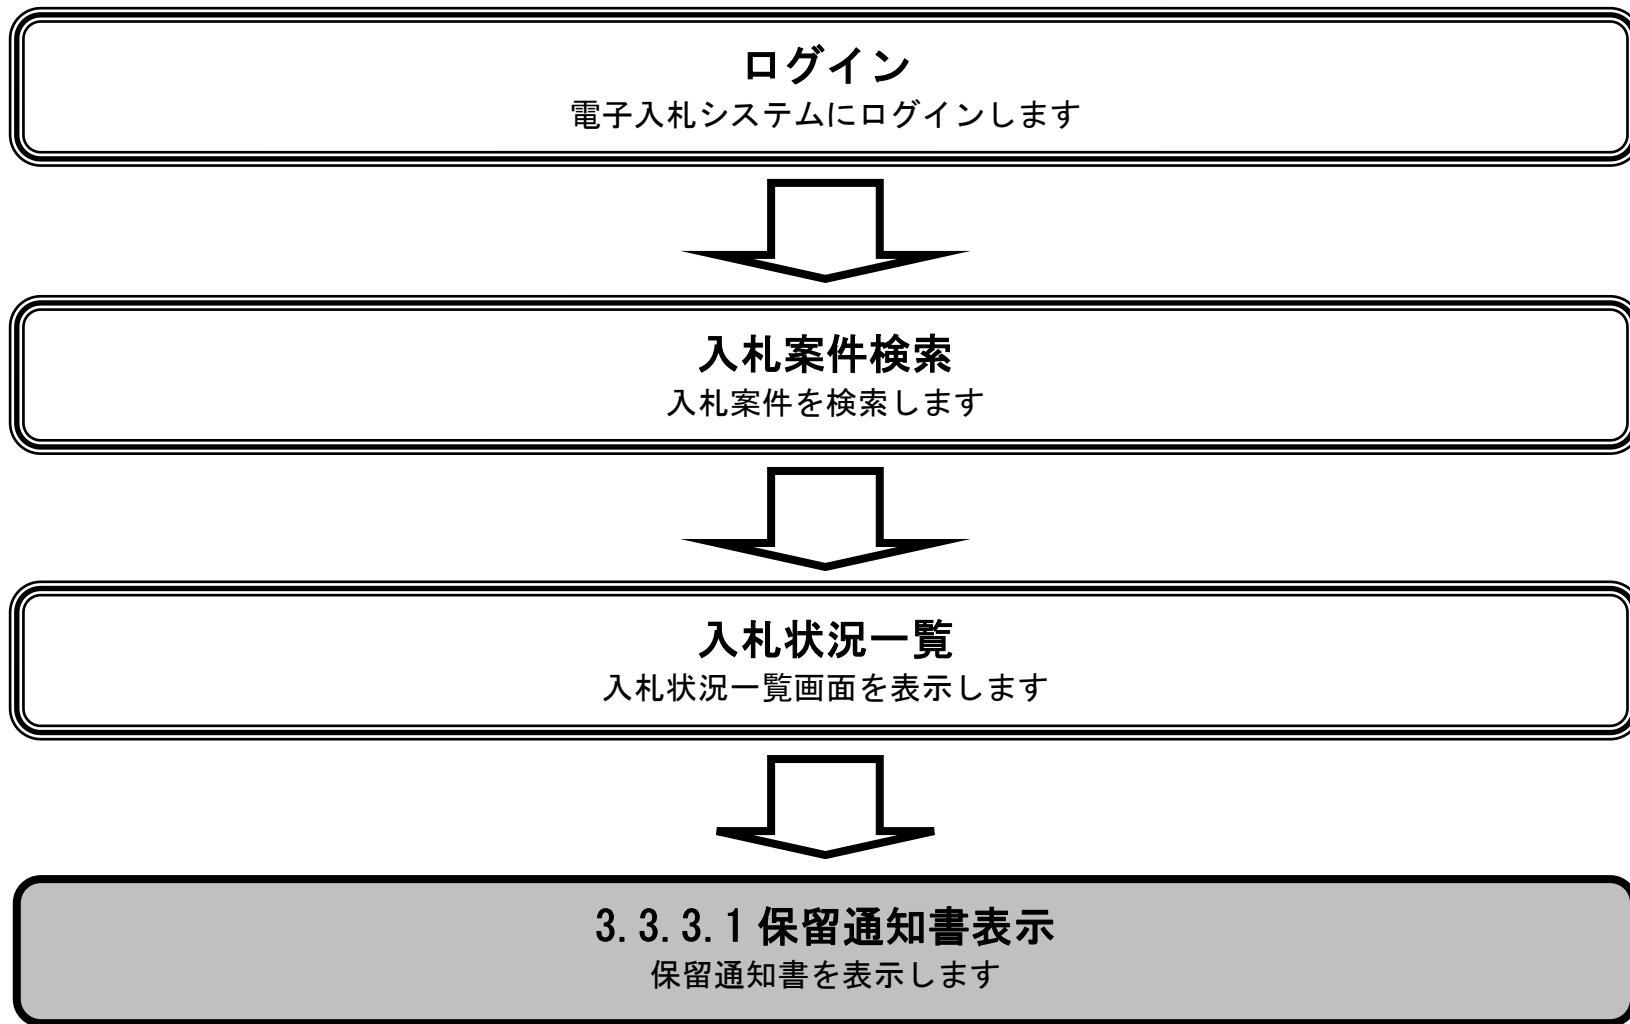 ログイン
電子入札システムにログインします
入札案件検索
入札案件を検索します
入札状況一覧
入札状況一覧画面を表示します
3.3.3.1保留通知書表示
保留通知書を表示します